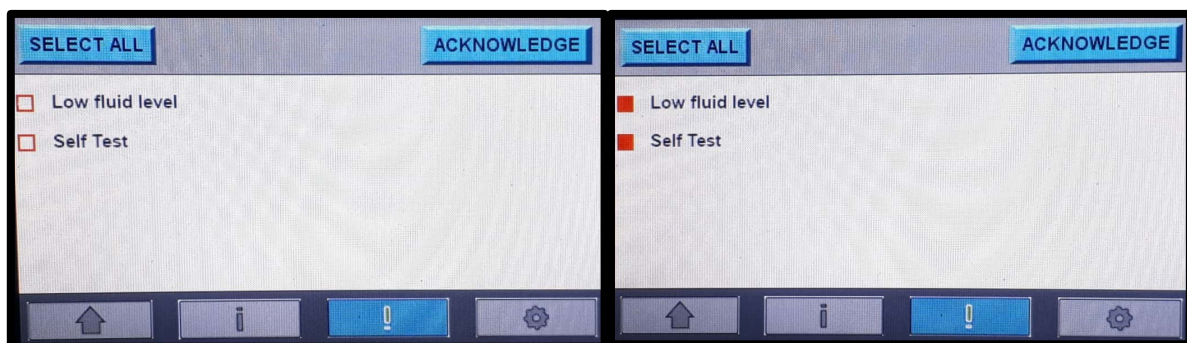 SELECT ALL
ACKNOWLEDGE
Low fluid level
Self Test
SELECT ALL
ACKNOWLEDGE
Low fluid level
Self Test